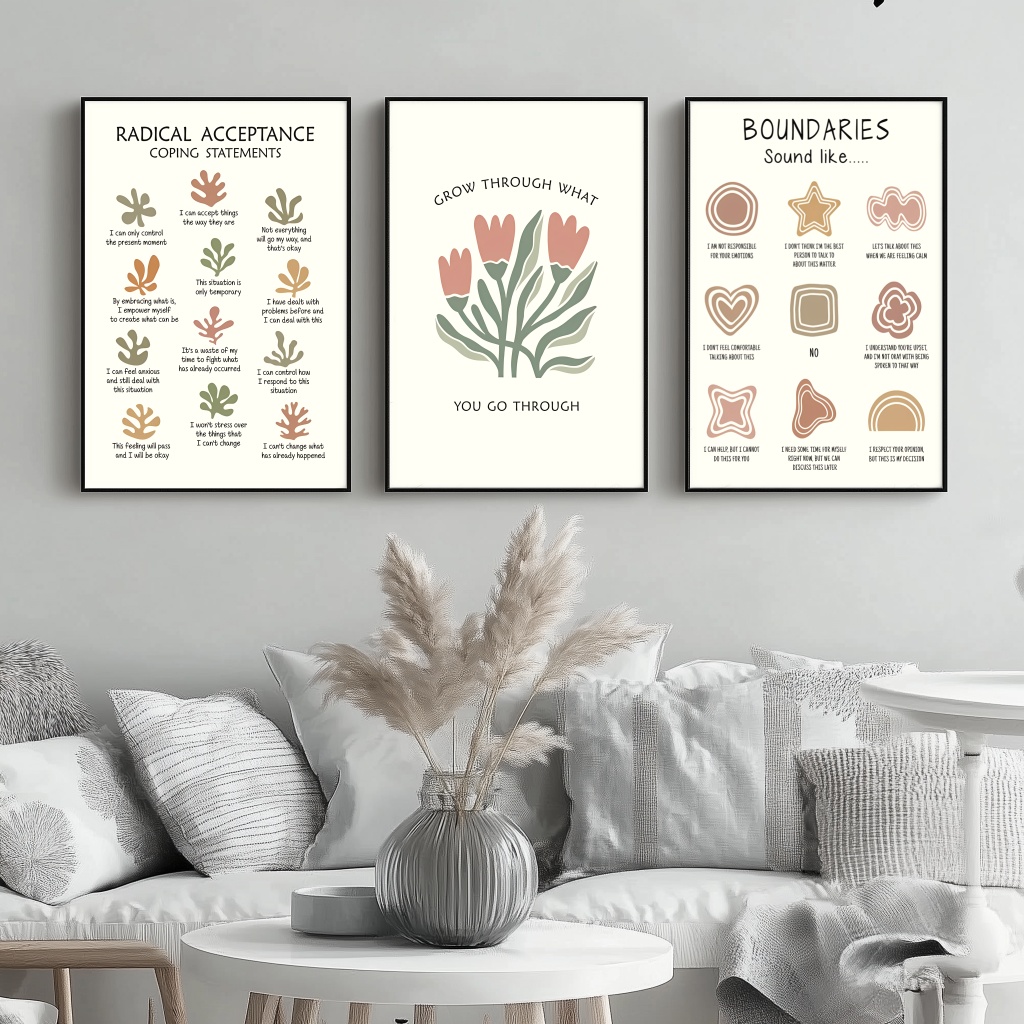 RADICAL ACCEPTANCE
COPING STATEMENTS
I can accept things
the way they are
I can only control
the present moment
Not everything
will go my way, and
that's okay
This situation is
only temporary
By embracing what is,
I empower myself
to create what can be
I have dealt with
problems before and
I can deal with this
It's a waste of my
time to fight what
has already occurred
I can feel anxious
and still deal with
this situation
I can control how
I respond to this
situation
I won't stress over
the things that
I can't change
This feeling will pass
and I will be okay
I can't change what
has already happened
GROW THROUGH WHAT
YOU GO THROUGH
BOUNDARIES
Sound like.....
I AM NOT RESPONSIBLE
FOR YOUR EMOTIONS
I DON'T THINK I'M THE BEST
PERSON TO TALK TO
ABOUT THIS MATTER
LET'S TALK ABOUT THIS
WHEN WE ARE FEELING CALM
I DON'T FEEL COMFORTABLE
TALKING ABOUT THIS
NO
I UNDERSTAND YOU'RE UPSET,
AND I'M NOT OKAY WITH BEING
SPOKEN TO THAT WAY
I CAN HELP, BUT I CANNOT
DO THIS FOR YOU
I NEED SOME TIME FOR MYSELF
RIGHT NOW, BUT WE CAN
DISCUSS THIS LATER
I RESPECT YOUR OPINION,
BUT THIS IS MY DECISION